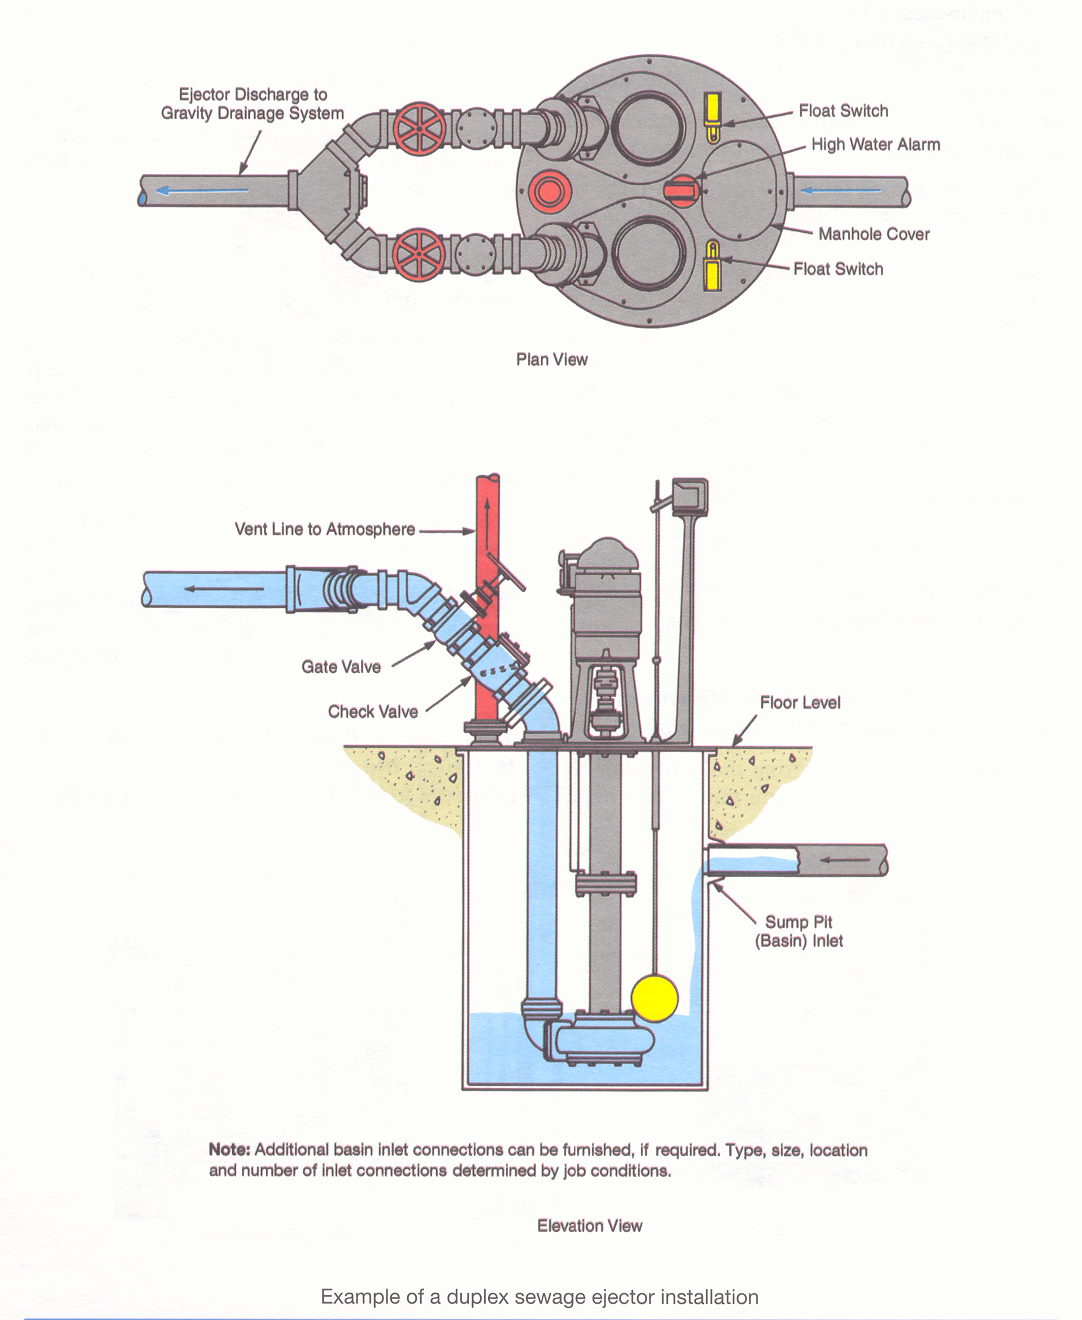 Ejector Discharge to
Gravity Drainage System
Float Switch
High Water Alarm
Manhole Cover
Float Switch
Plan View
Vent Line to Atmosphere
Gate Valve
Check Valve
Floor Level
Sump Pit
(Basin) Inlet
Note: Additional basin inlet connections can be furnished, if required. Type, size, location
and number of inlet connections determined by job conditions.
Elevation View
Example of a duplex sewage ejector installation